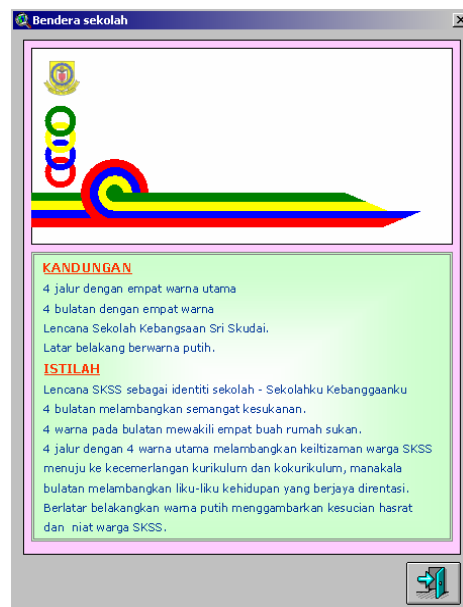 Bendera sekolah
KANDUNGAN
4 jalur dengan empat warna utama
4 bulatan dengan empat warna
Lencana Sekolah Kebangsaan Sri Skudai.
Latar belakang berwarna putih.
ISTILAH
Lencana SKSS sebagai identiti sekolah - Sekolahku Kebanggaanku
4 bulatan melambangkan semangat kesukanan.
4 warna pada bulatan mewakili empat buah rumah sukan.
4 jalur dengan 4 warna utama melambangkan keiltizaman warga SKSS
menuju ke kecemerlangan kurikulum dan kokurikulum, manakala
bulatan melambangkan liku-liku kehidupan yang berjaya direntasi.
Berlatar belakangkan warna putih menggambarkan kesucian hasrat
dan niat warga SKSS.